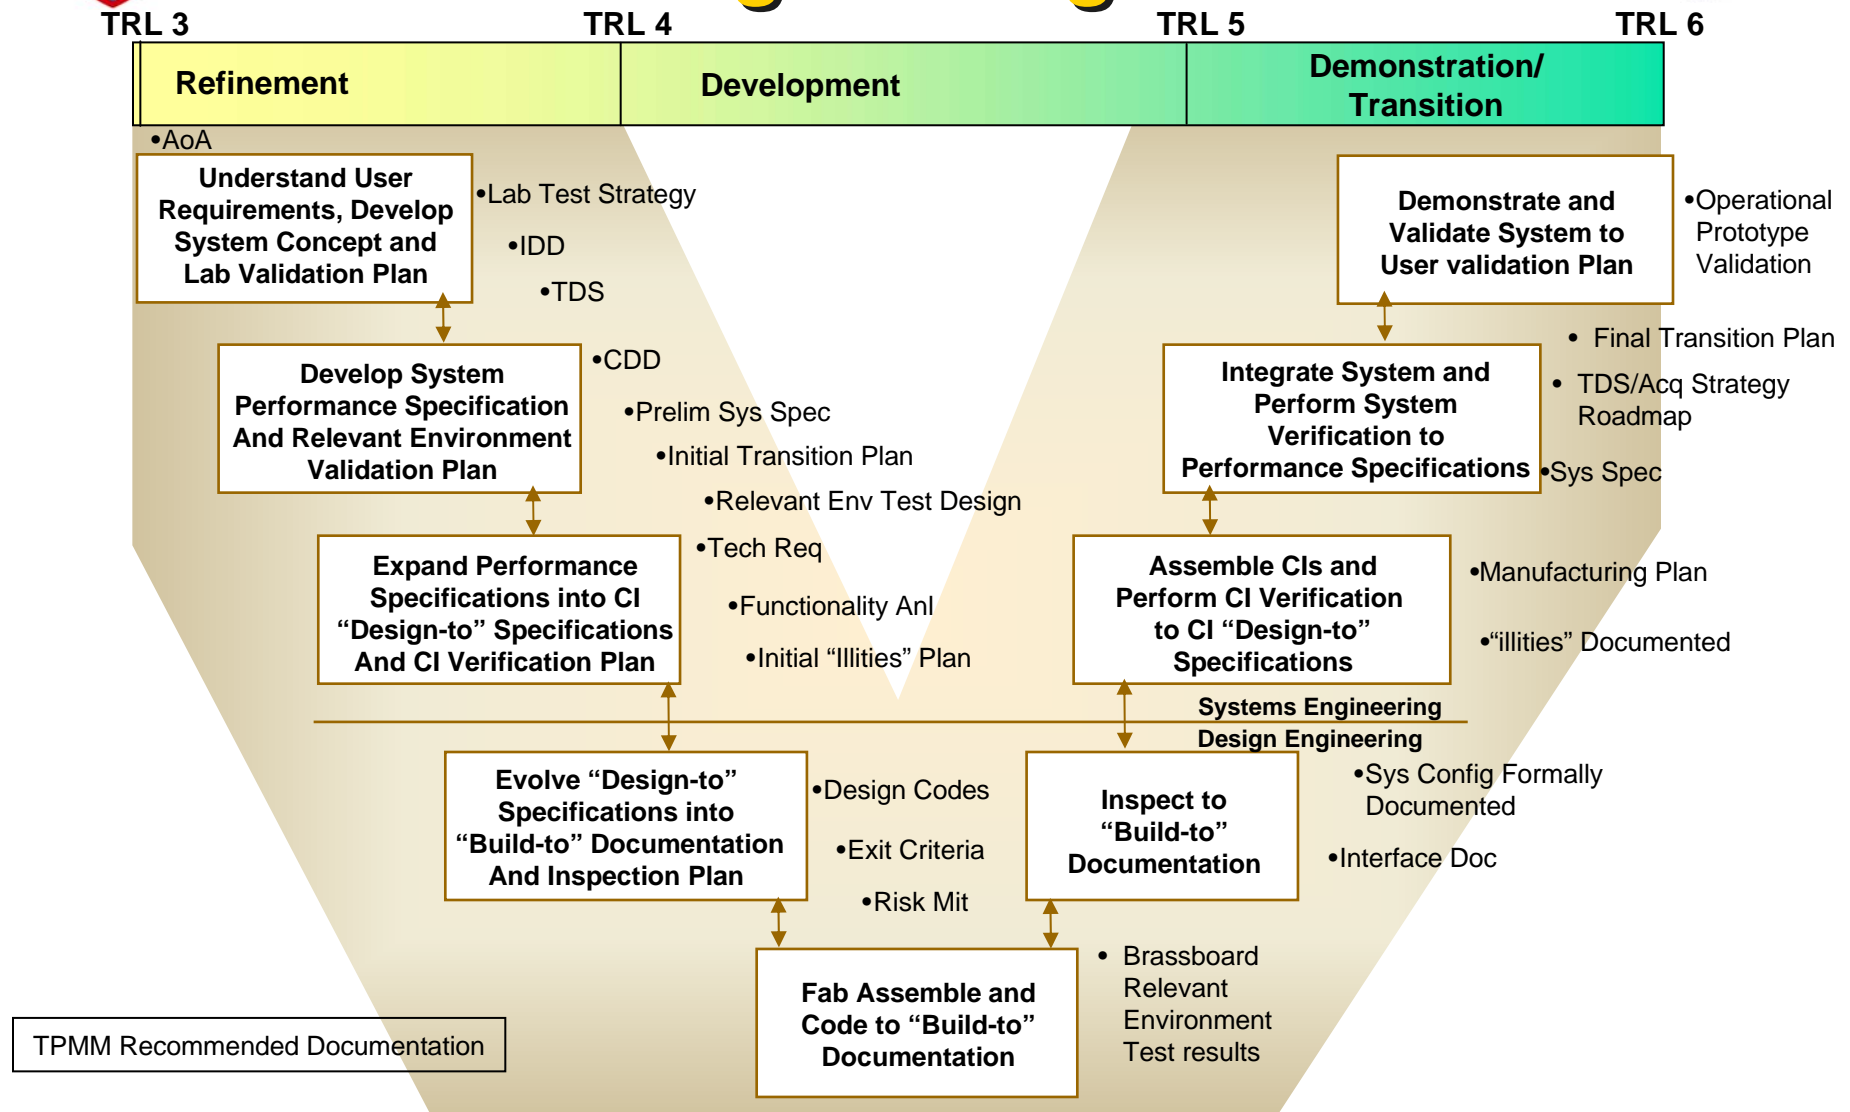 TRL 3
TRL 4
TRL 5
TRL 6
Refinement
Development
Demonstration/
Transition
•AoA
Understand User
Requirements, Develop
System Concept and
Lab Validation Plan
•Lab Test Strategy
•IDD
•TDS
Develop System
Performance Specification
And Relevant Environment
Validation Plan
•CDD
•Prelim Sys Spec
•Initial Transition Plan
•Relevant Env Test Design
Expand Performance
Specifications into CI
“Design-to” Specifications
And CI Verification Plan
•Tech Req
•Functionality Anl
•Initial “Illities” Plan
Evolve “Design-to”
Specifications into
“Build-to” Documentation
And Inspection Plan
•Design Codes
•Exit Criteria
•Risk Mit
Fab Assemble and
Code to “Build-to”
Documentation
• Brassboard
Relevant
Environment
Test results
Inspect to
“Build-to”
Documentation
•Sys Config Formally
Documented
•Interface Doc
Systems Engineering
Design Engineering
Assemble CIs and
Perform CI Verification
to CI “Design-to”
Specifications
•Manufacturing Plan
•“illities” Documented
Integrate System and
Perform System
Verification to
Performance Specifications
• Final Transition Plan
• TDS/Acq Strategy
Roadmap
•Sys Spec
Demonstrate and
Validate System to
User validation Plan
•Operational
Prototype
Validation
TPMM Recommended Documentation